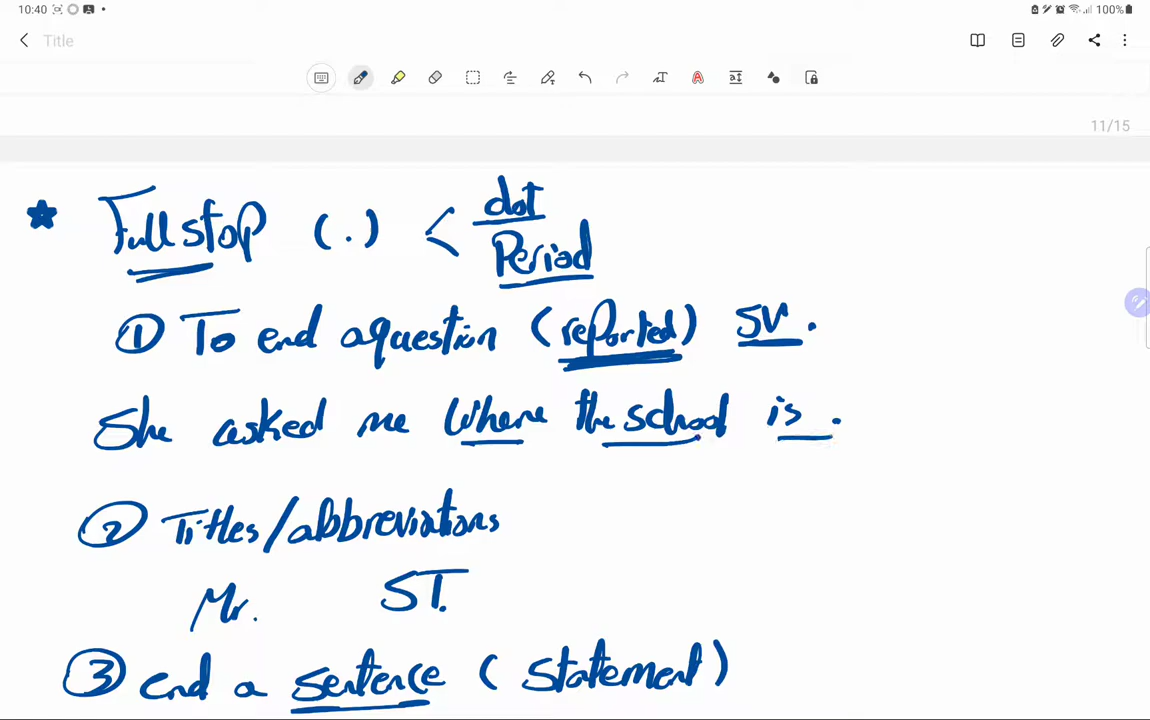 10:40 100%
Title
11/15
★ Full stop (.) < dot
Period
① To end a question (reported) SV.
She asked me where the school is.
② Titles/abbreviations
Mr. ST.
③ end a sentence (statement)